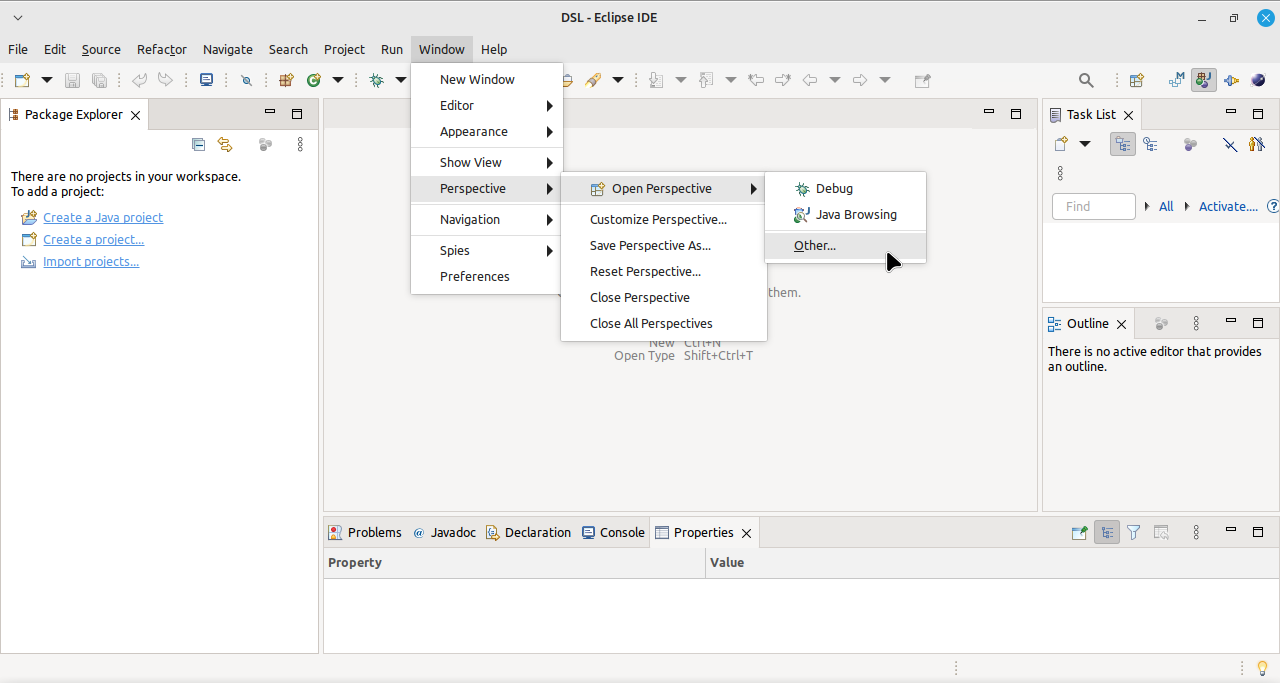 DSL - Eclipse IDE
File Edit Source Refactor Navigate Search Project Run Window Help
Package Explorer
There are no projects in your workspace.
To add a project:
Create a Java project
Create a project...
Import projects...
New Window
Editor
Appearance
Show View
Perspective
Navigation
Spies
Preferences
Open Perspective
Customize Perspective...
Save Perspective As...
Reset Perspective...
Close Perspective
Close All Perspectives
Debug
Java Browsing
Other...
them.
New Ctrl+N
Open Type Shift+Ctrl+T
Task List
Find All Activate....
Outline
There is no active editor that provides
an outline.
Problems Javadoc Declaration Console Properties
Property Value